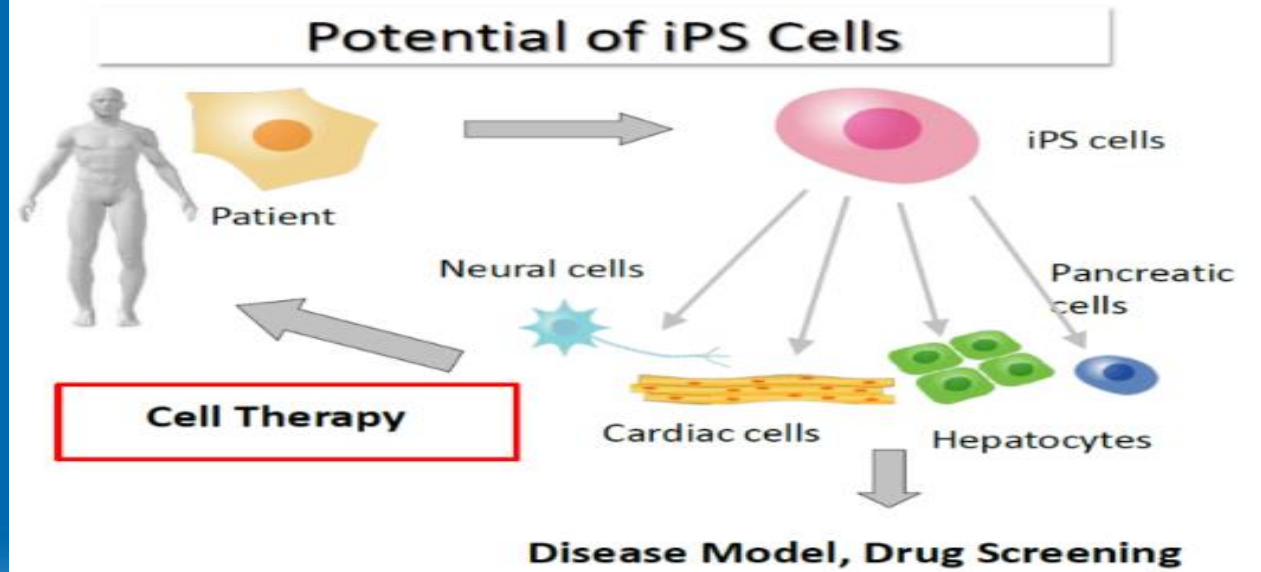 Potential of iPS Cells
iPS cells
Patient
Neural cells
Pancreatic
cells
Cell Therapy
Cardiac cells
Hepatocytes
Disease Model, Drug Screening